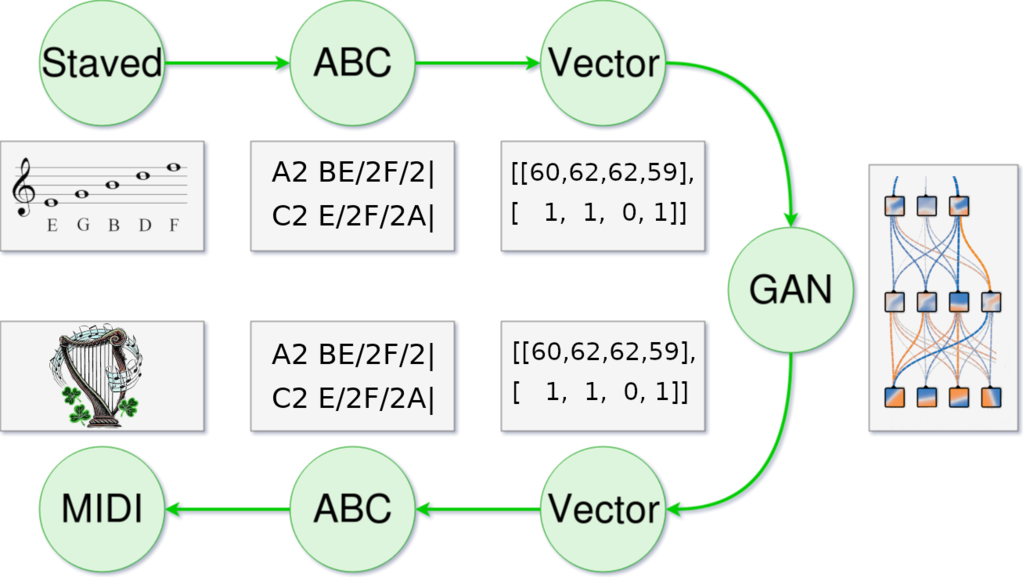 Staved
ABC
Vector
E G B D F
A2 BE/2F/2|
C2 E/2F/2A|
[[60,62,62,59],
[ 1, 1, 0, 1]]
GAN
A2 BE/2F/2|
C2 E/2F/2A|
[[60,62,62,59],
[ 1, 1, 0, 1]]
MIDI
ABC
Vector